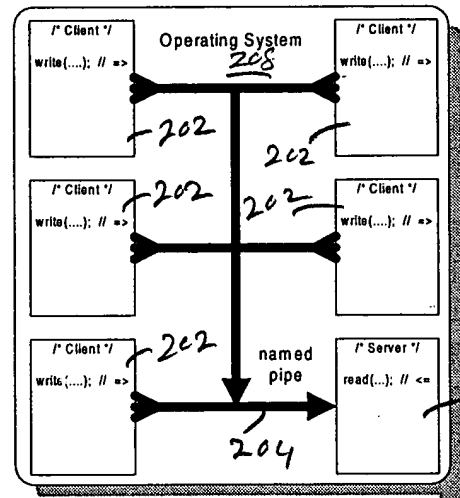 /* Client */
write(....); // =>
202
Operating System
208
/* Client */
write(....); // =>
202
/* Client */
write(....); // =>
202
202
/* Client */
write(....); // =>
/* Client */
write(....); // =>
202
named
pipe
204
/* Server */
read(...); // <=